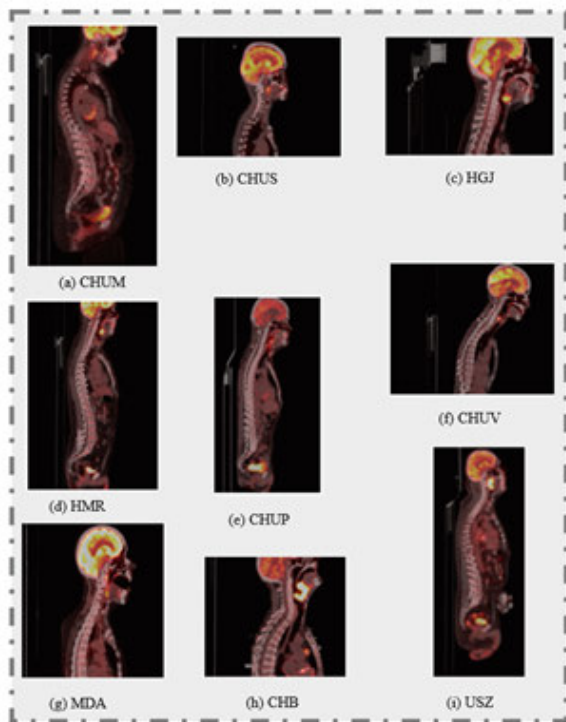 (a) CHUM
(b) CHUS
(c) HGJ
(d) HMR
(e) CHUP
(f) CHUV
(g) MDA
(h) CHB
(i) USZ